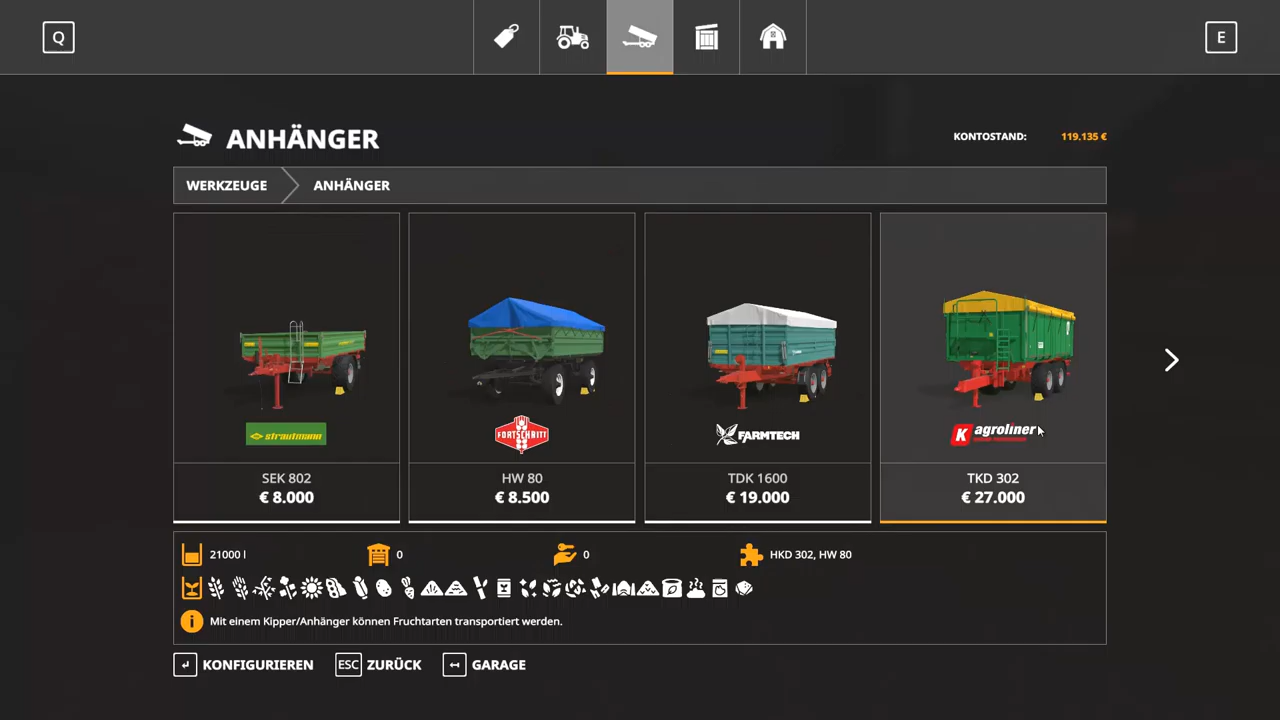 Q
E
ANHÄNGER
KONTOSTAND: 119.135 €
WERKZEUGE ANHÄNGER
strautmann
FORTSCHRITT
FARMTECH
K agroliner
SEK 802
€ 8.000
HW 80
€ 8.500
TDK 1600
€ 19.000
TKD 302
€ 27.000
21000 l 0 0 HKD 302, HW 80
i Mit einem Kipper/Anhänger können Fruchtarten transportiert werden.
↵ KONFIGURIEREN ESC ZURÜCK ↔ GARAGE